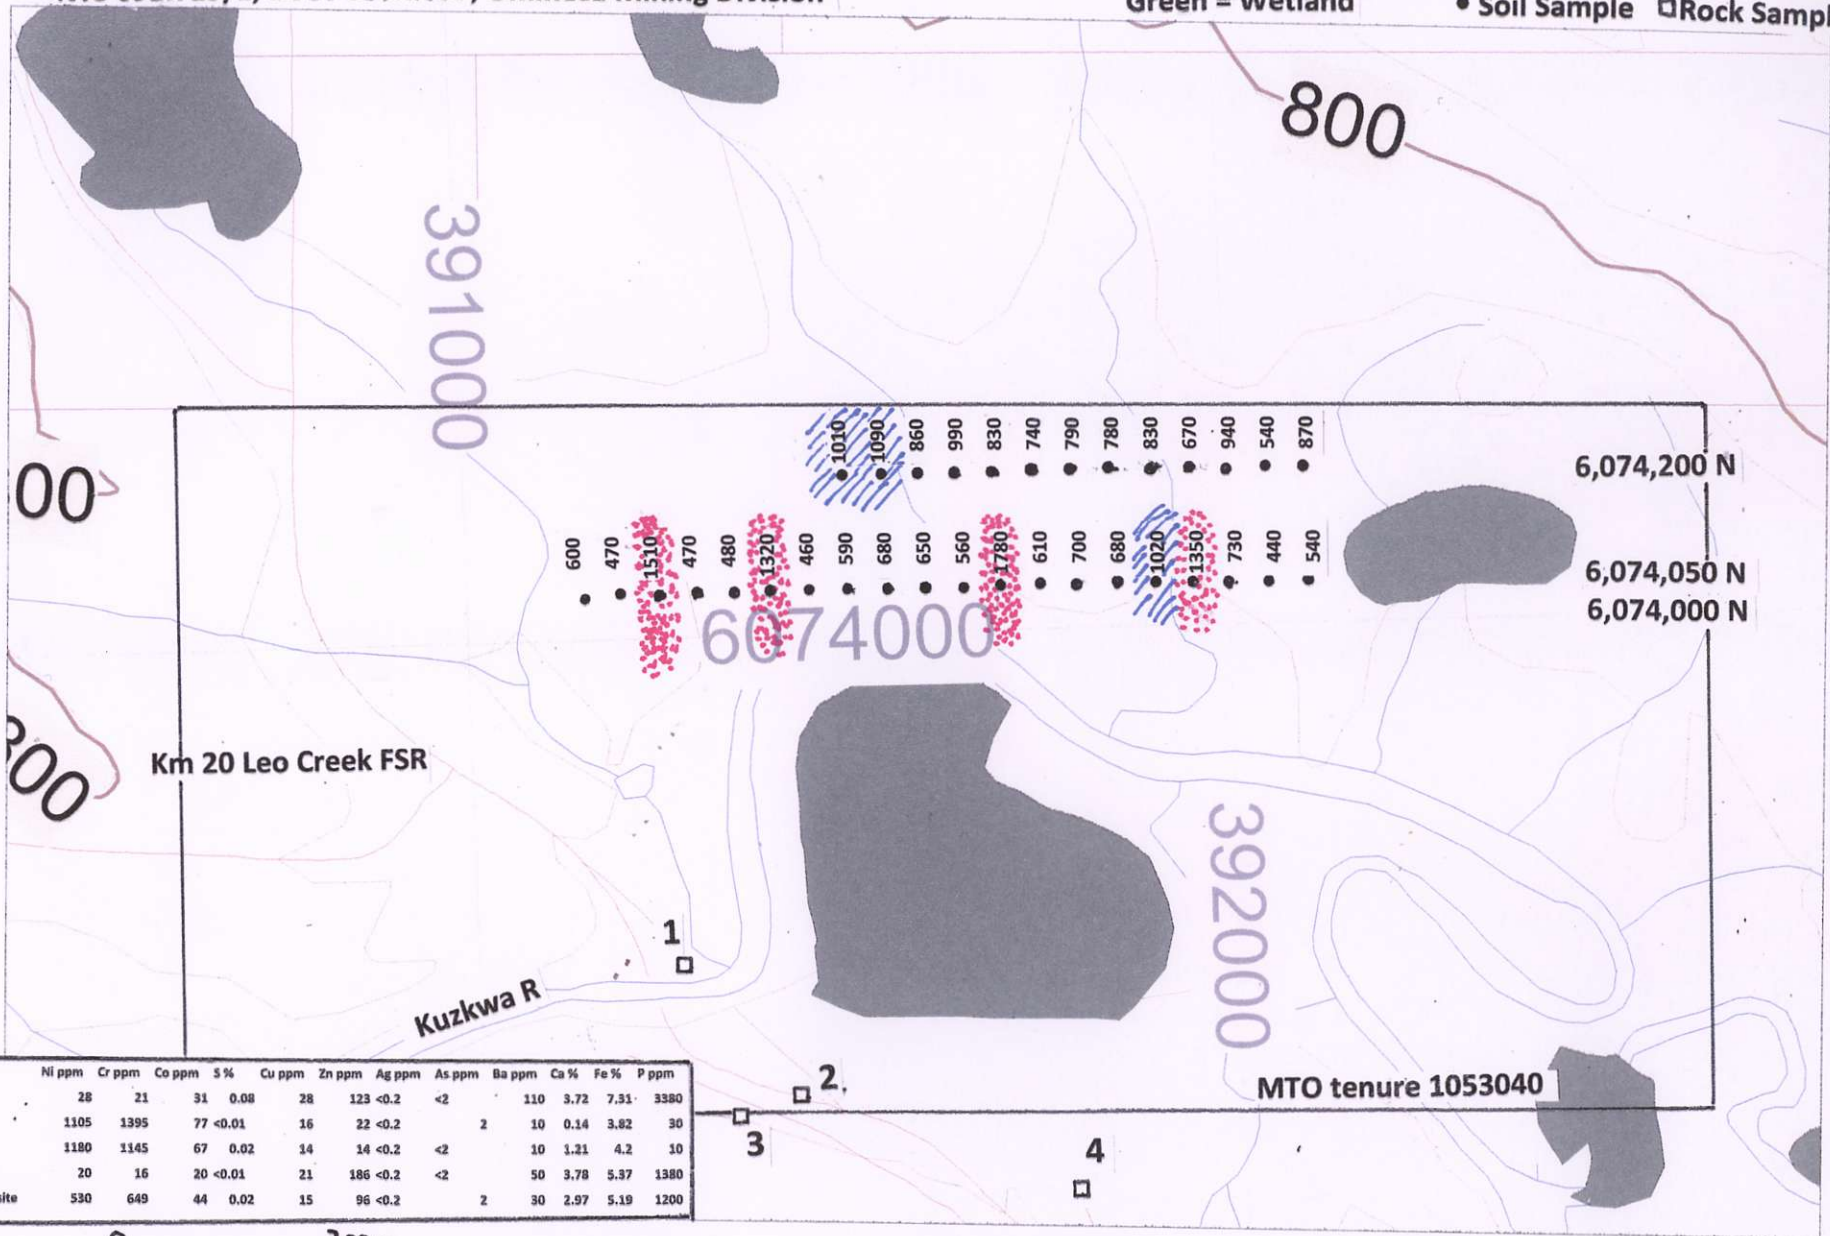 Green = Wetland
• Soil Sample □Rock Sampl
800
391000
1010 1090 860 990 830 740 790 780 830 670 940 540 870
6,074,200 N
00
600 470 1510 470 480 1320 460 590 680 650 560 1780 610 700 680 1020 1350 730 440 540
6,074,050 N
6,074,000 N
6074000
Km 20 Leo Creek FSR
800
392000
1
Kuzkwa R
2
MTO tenure 1053040
3
4
Ni ppm Cr ppm Co ppm S % Cu ppm Zn ppm Ag ppm As ppm Ba ppm Ca % Fe % P ppm
28 21 31 0.08 28 123 <0.2 <2 110 3.72 7.31 3380
1105 1395 77 <0.01 16 22 <0.2 2 10 0.14 3.82 30
1180 1145 67 0.02 14 14 <0.2 <2 10 1.21 4.2 10
20 16 20 <0.01 21 186 <0.2 <2 50 3.78 5.37 1380
site 530 649 44 0.02 15 96 <0.2 2 30 2.97 5.19 1200